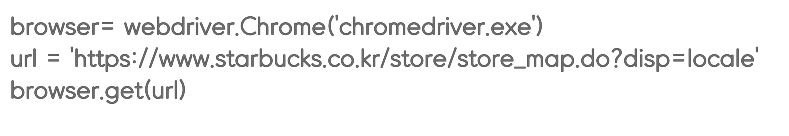 browser= webdriver.Chrome('chromedriver.exe')
url = 'https://www.starbucks.co.kr/store/store_map.do?disp=locale'
browser.get(url)